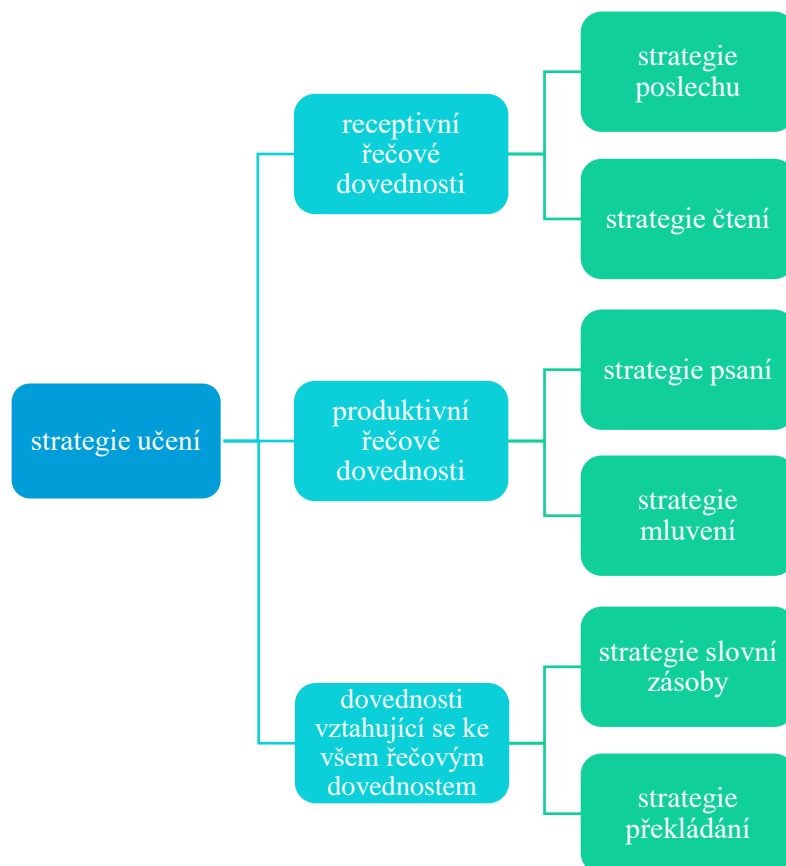 strategie učení
receptivní
řečové
dovednosti
strategie
poslechu
strategie čtení
produktivní
řečové
dovednosti
strategie psaní
strategie
mluvení
dovednosti
vztahující se ke
všem řečovým
dovednostem
strategie slovní
zásoby
strategie
překládání